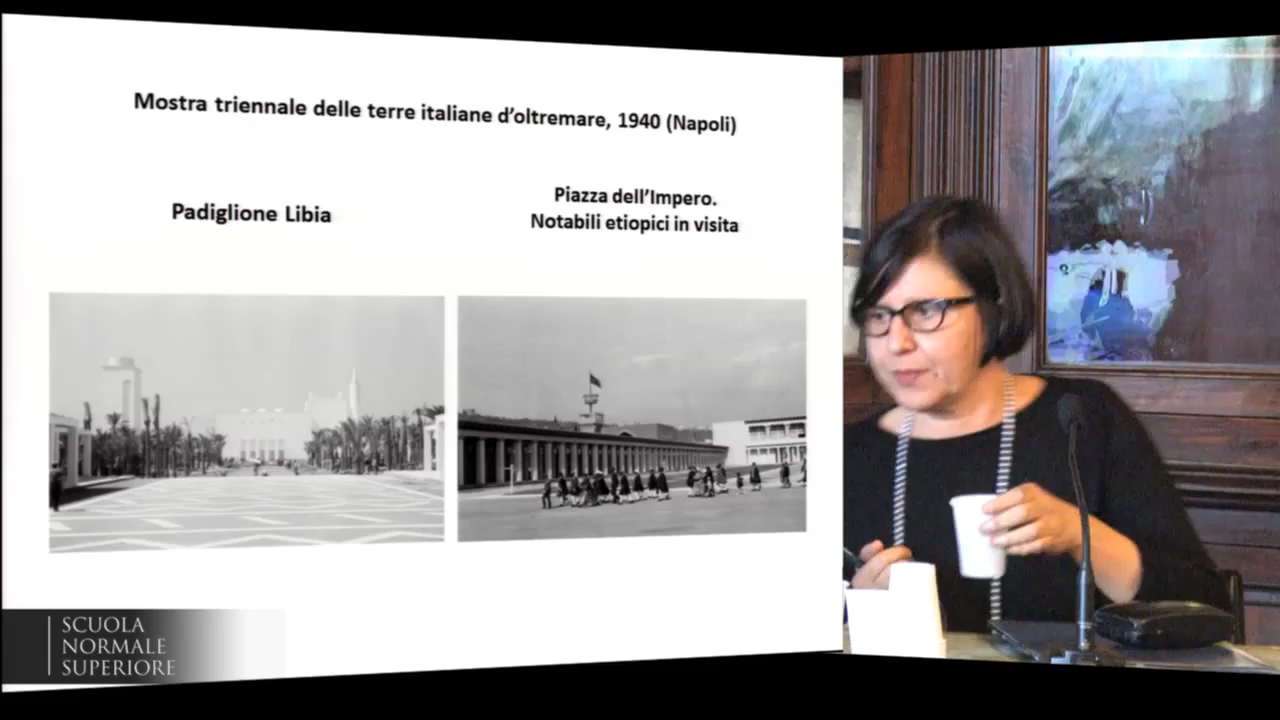 Mostra triennale delle terre italiane d'oltremare, 1940 (Napoli)
Padiglione Libia
Piazza dell'Impero.
Notabili etiopici in visita
SCUOLA
NORMALE
SUPERIORE